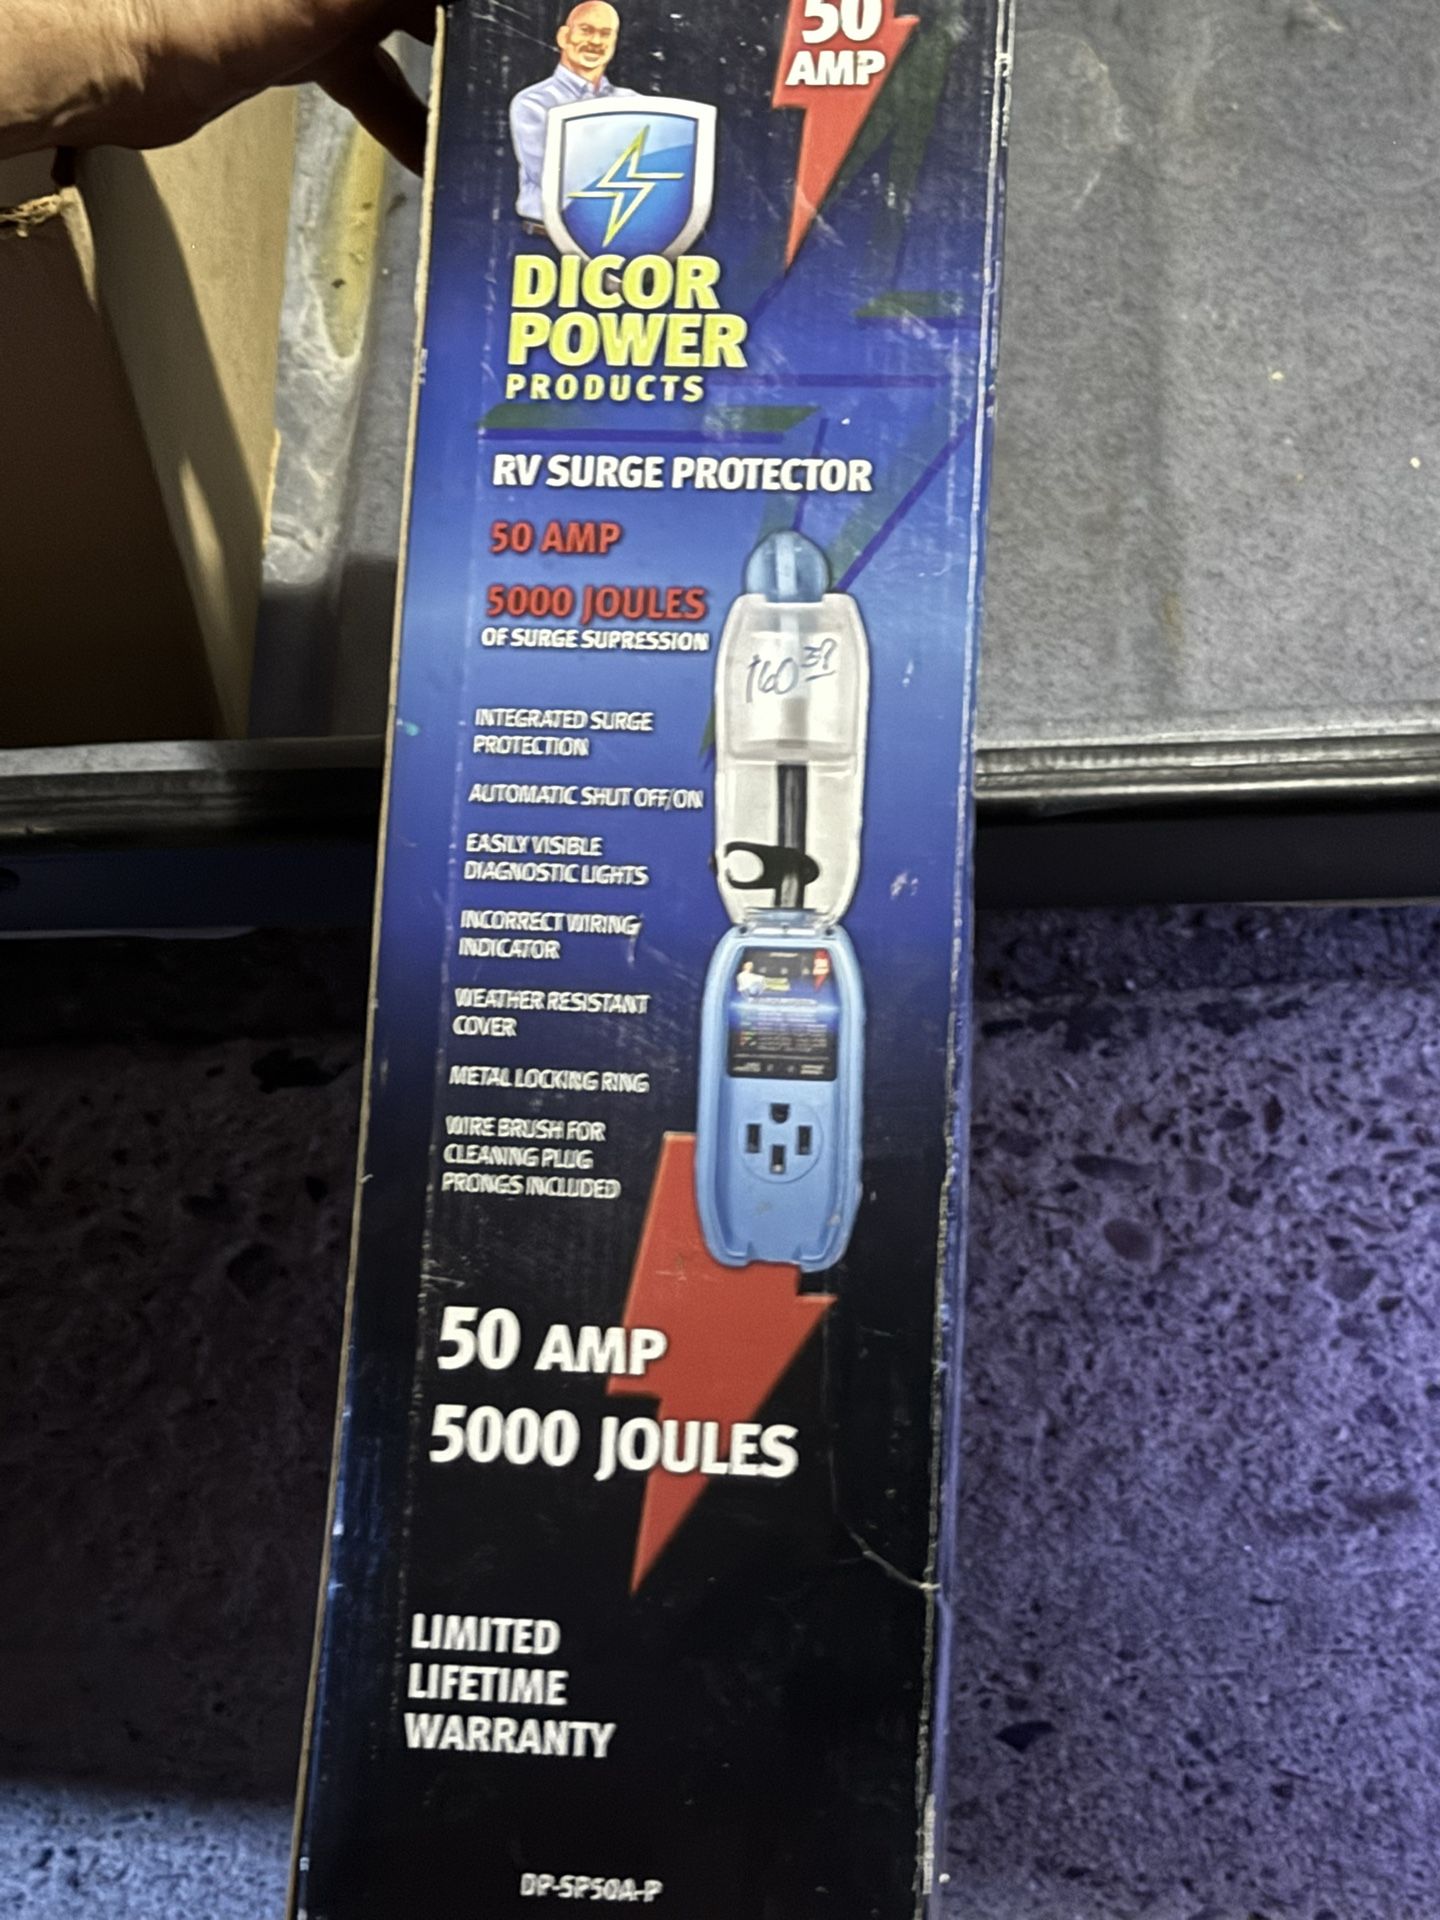 50
AMP
DICOR
POWER
PRODUCTS
RV SURGE PROTECTOR
50 AMP
5000 JOULES
OF SURGE SUPRESSION
INTEGRATED SURGE
PROTECTION
AUTOMATIC SHUT OFF/ON
EASILY VISIBLE
DIAGNOSTIC LIGHTS
INCORRECT WIRING
INDICATOR
WEATHER RESISTANT
COVER
METAL LOCKING RING
WIRE BRUSH FOR
CLEANING PLUG
PRONGS INCLUDED
50 AMP
5000 JOULES
LIMITED
LIFETIME
WARRANTY
DP-SP50A-P